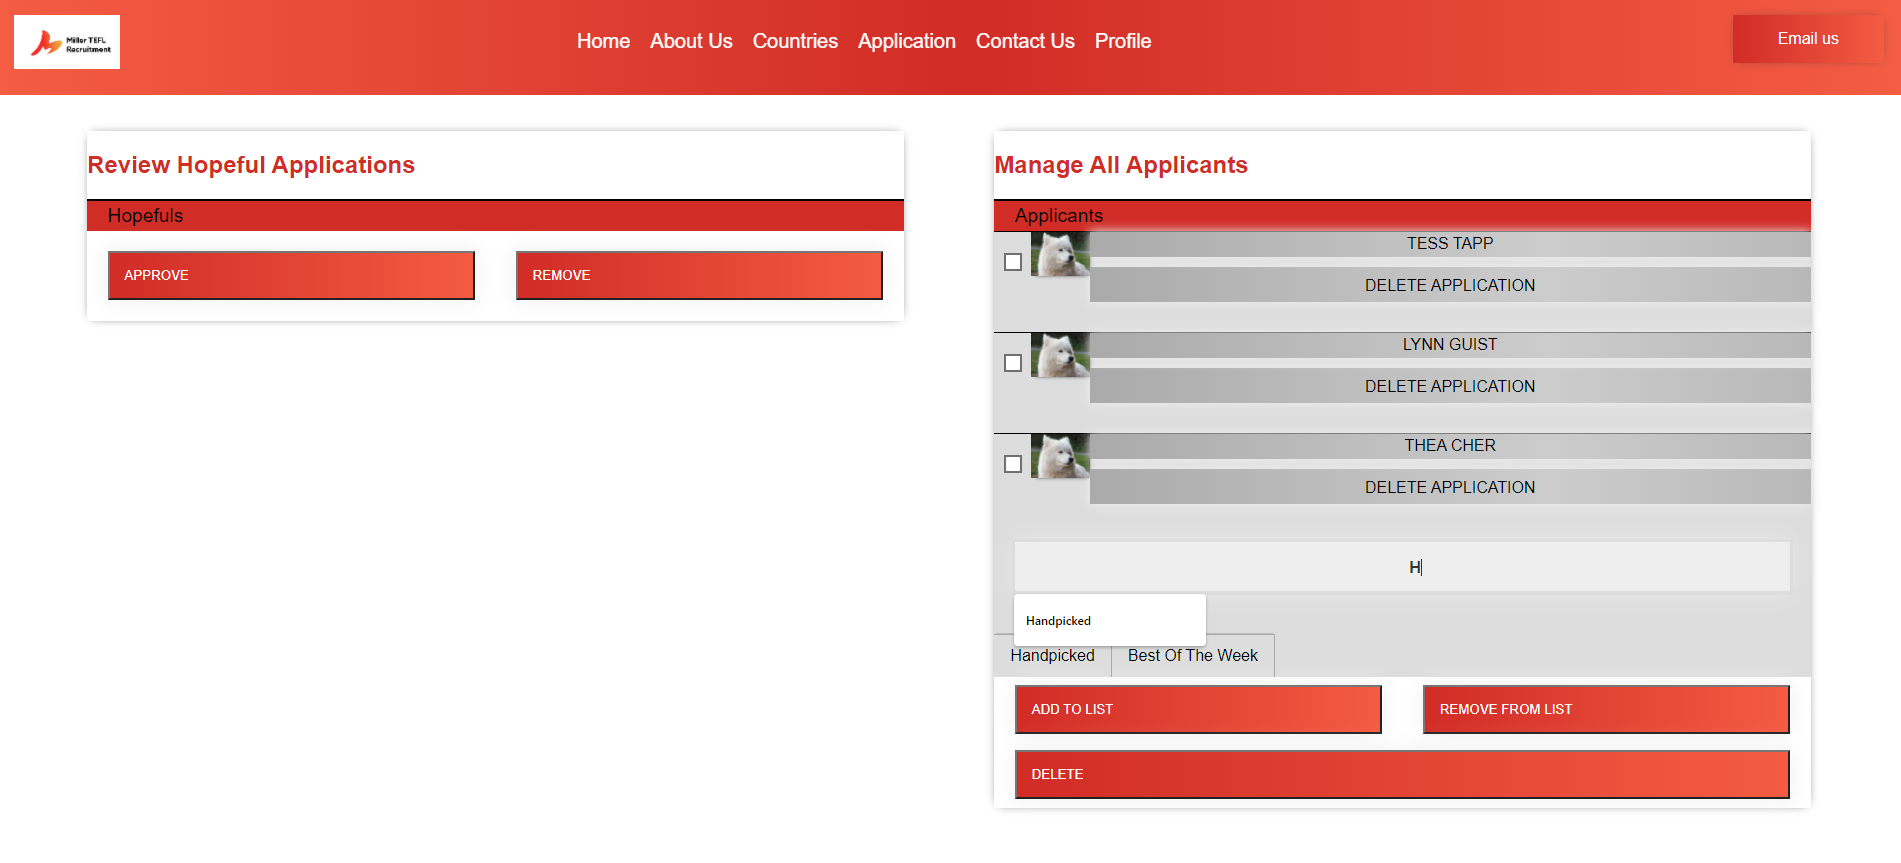 Miller TEFL
Recruitment
Home About Us Countries Application Contact Us Profile
Email us
Review Hopeful Applications
Hopefuls
APPROVE
REMOVE
Manage All Applicants
Applicants
TESS TAPP
DELETE APPLICATION
LYNN GUIST
DELETE APPLICATION
THEA CHER
DELETE APPLICATION
H
Handpicked
Handpicked
Best Of The Week
ADD TO LIST
REMOVE FROM LIST
DELETE